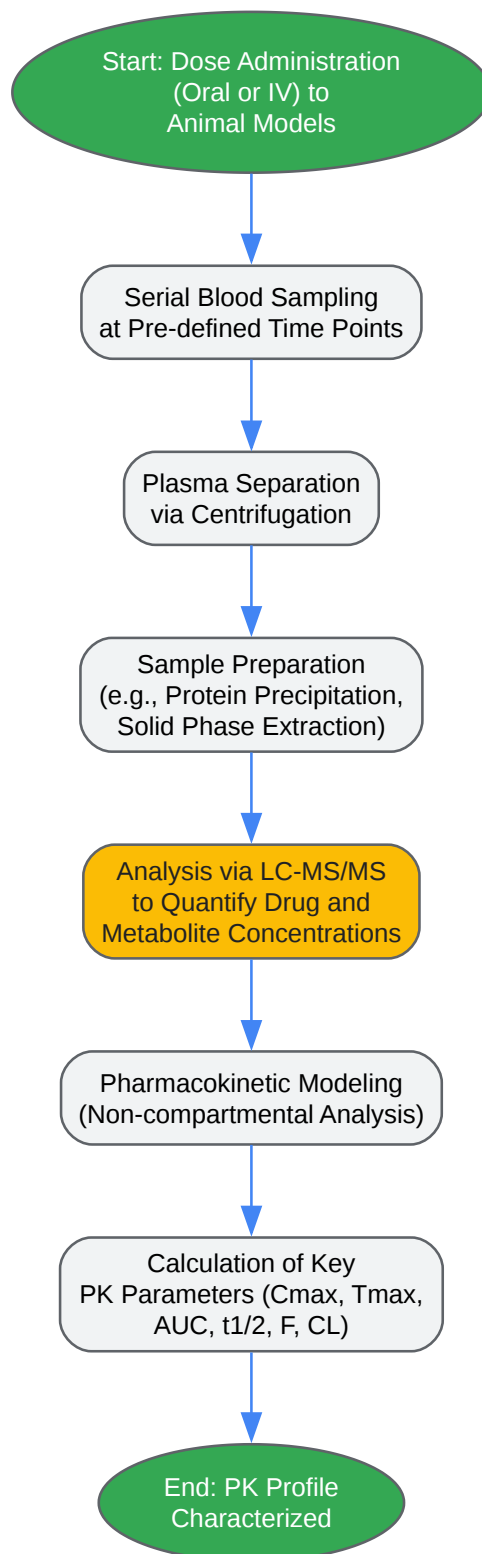 Start: Dose Administration
(Oral or IV) to
Animal Models
Serial Blood Sampling
at Pre-defined Time Points
Plasma Separation
via Centrifugation
Sample Preparation
(e.g., Protein Precipitation,
Solid Phase Extraction)
Analysis via LC-MS/MS
to Quantify Drug and
Metabolite Concentrations
Pharmacokinetic Modeling
(Non-compartmental Analysis)
Calculation of Key
PK Parameters (Cmax, Tmax,
AUC, t1/2, F, CL)
End: PK Profile
Characterized